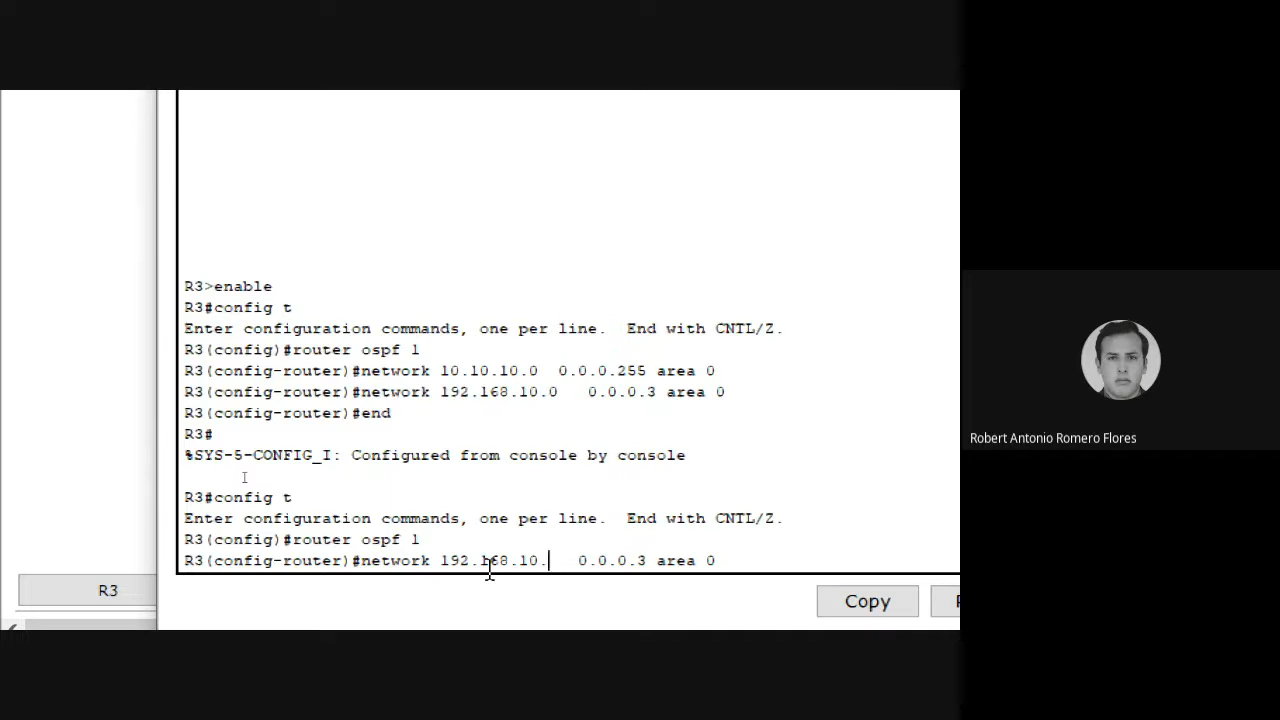 R3>enable
R3#config t
Enter configuration commands, one per line.  End with CNTL/Z.
R3(config)#router ospf 1
R3(config-router)#network 10.10.10.0  0.0.0.255 area 0
R3(config-router)#network 192.168.10.0   0.0.0.3 area 0
R3(config-router)#end
R3#
%SYS-5-CONFIG_I: Configured from console by console
R3#config t
Enter configuration commands, one per line.  End with CNTL/Z.
R3(config)#router ospf 1
R3(config-router)#network 192.168.10.   0.0.0.3 area 0
R3
Copy
Robert Antonio Romero Flores